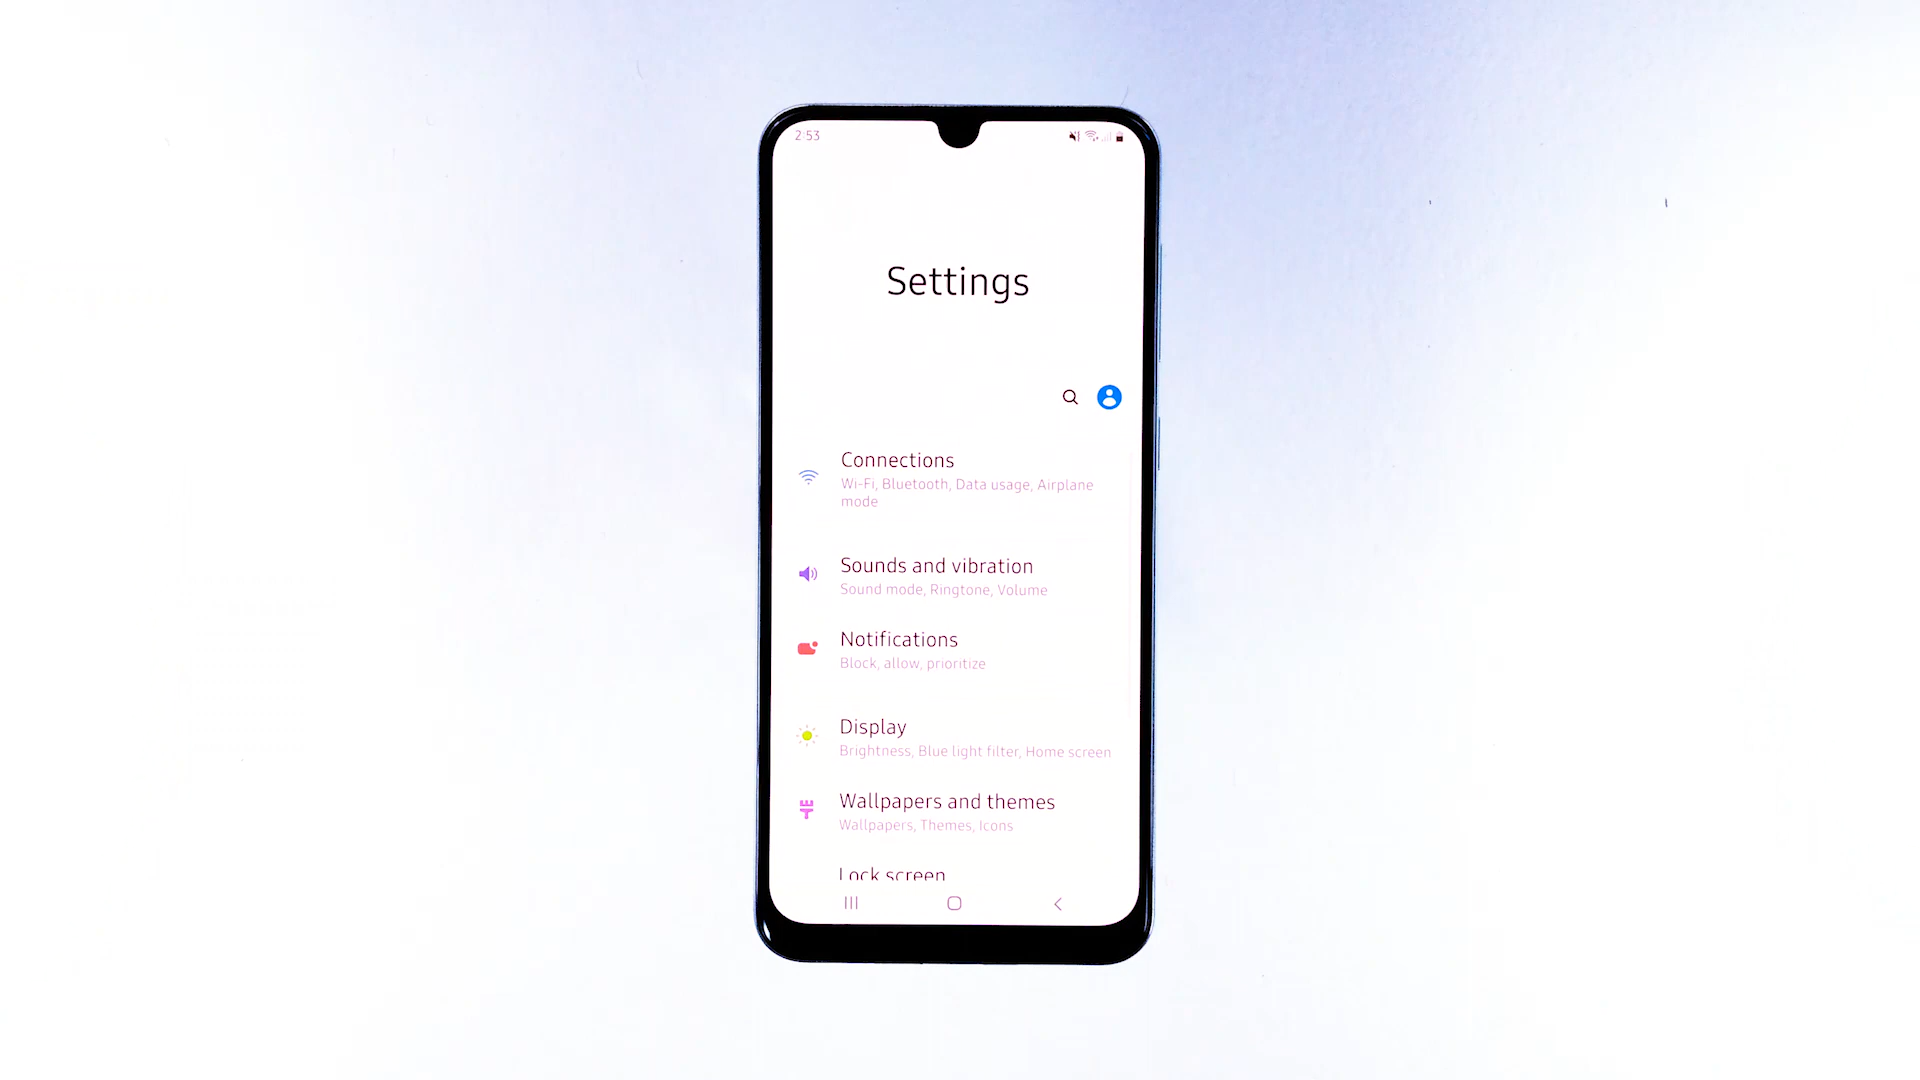 2:53
Settings
Connections
Wi-Fi, Bluetooth, Data usage, Airplane
mode
Sounds and vibration
Sound mode, Ringtone, Volume
Notifications
Block, allow, prioritize
Display
Brightness, Blue light filter, Home screen
Wallpapers and themes
Wallpapers, Themes, Icons
Lock screen